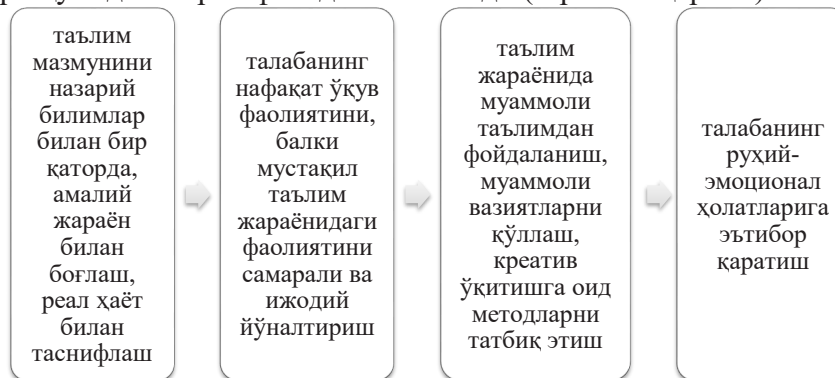 таълим
мазмунини
назарий
билимлар
билан бир
қаторда,
амалий
жараён
билан
боғлаш,
реал ҳаёт
билан
таснифлаш
талабанинг
нафақат ўқув
фаолиятини,
балки
мустақил
таълим
жараёнидаги
фаолиятини
самарали ва
ижодий
йўналтириш
таълим
жараёнида
муаммоли
таълимдан
фойдаланиш,
муаммоли
вазиятларни
қўллаш,
креатив
ўқитишга оид
методларни
татбиқ этиш
талабанинг
руҳий-
эмоционал
ҳолатларига
эътибор
қаратиш